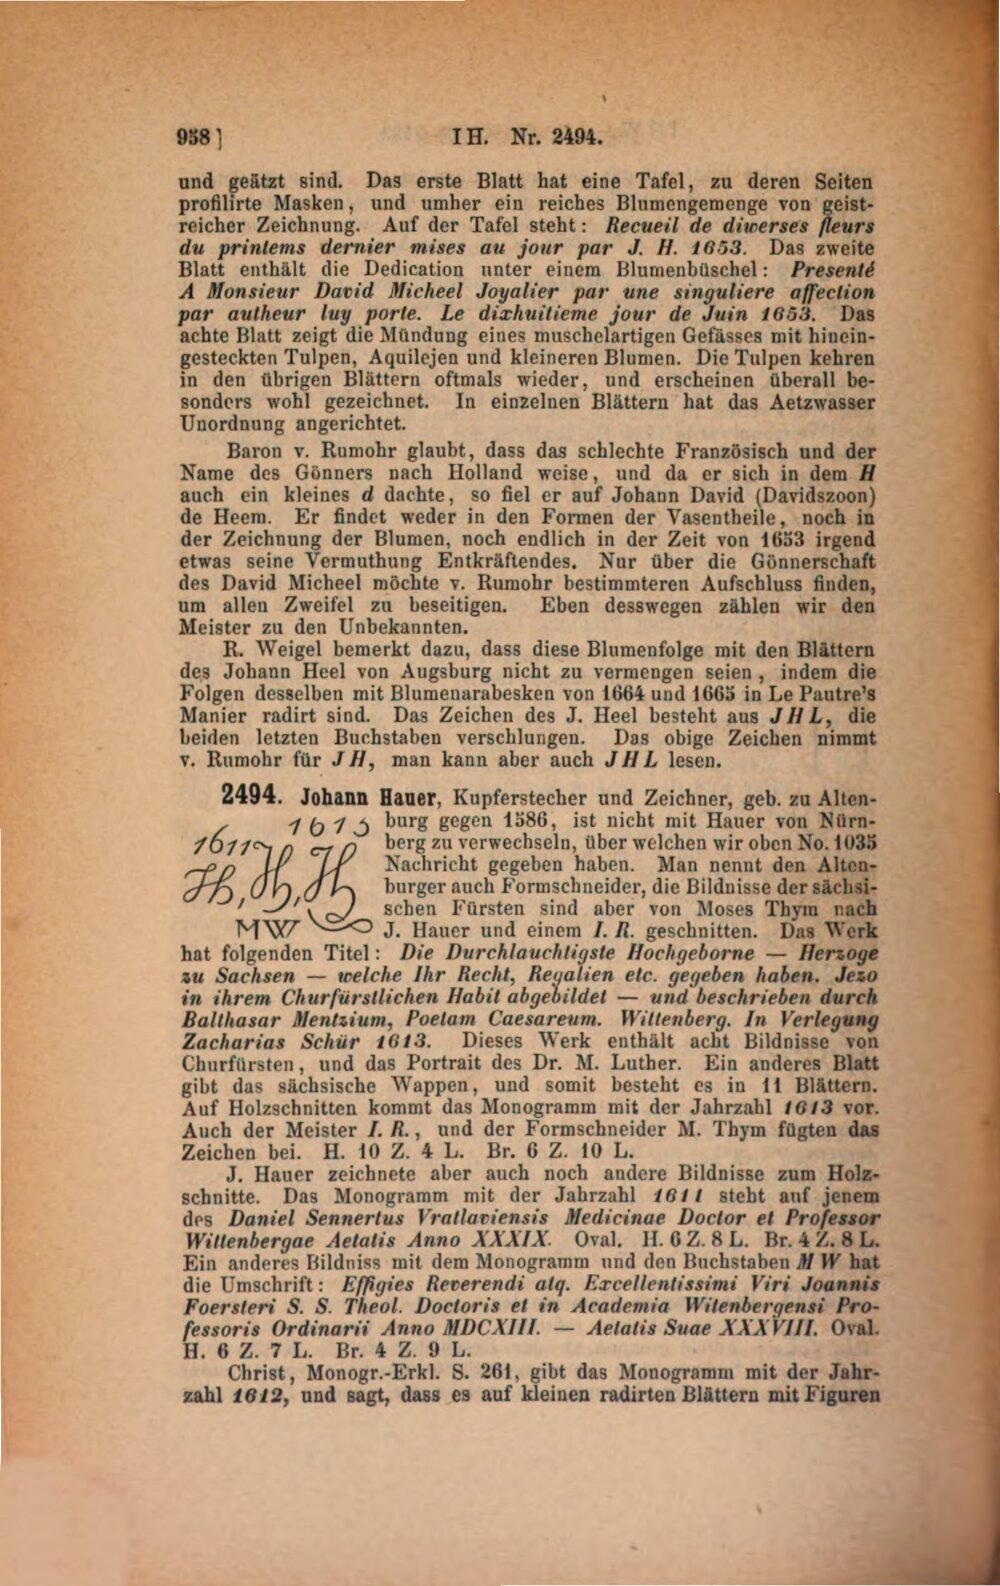 958]
IH. Nr. 2494.
und geätzt sind. Das erste Blatt hat eine Tafel, zu deren Seiten
profilirte Masken, und umher ein reiches Blumengemenge von geist-
reicher Zeichnung. Auf der Tafel steht: Recueil de diverses fleurs
du printems dernier mises au jour par J. H. 1653. Das zweite
Blatt enthält die Dedication unter einem Blumenbüschel: Presenté
A Monsieur David Micheel Joyalier par une singuliere affection
par autheur luy porte. Le dixhuitieme jour de Juin 1653. Das
achte Blatt zeigt die Mündung eines muschelartigen Gefässes mit hinein-
gesteckten Tulpen, Aquilejen und kleineren Blumen. Die Tulpen kehren
in den übrigen Blättern oftmals wieder, und erscheinen überall be-
sonders wohl gezeichnet. In einzelnen Blättern hat das Aetzwasser
Unordnung angerichtet.
Baron v. Rumohr glaubt, dass das schlechte Französisch und der
Name des Gönners nach Holland weise, und da er sich in dem H
auch ein kleines d dachte, so fiel er auf Johann David (Davidszoon)
de Heem. Er findet weder in den Formen der Vasentheile, noch in
der Zeichnung der Blumen, noch endlich in der Zeit von 1653 irgend
etwas seine Vermuthung Entkräftendes. Nur über die Gönnerschaft
des David Micheel möchte v. Rumohr bestimmteren Aufschluss finden,
um allen Zweifel zu beseitigen. Eben desswegen zählen wir den
Meister zu den Unbekannten.
R. Weigel bemerkt dazu, dass diese Blumenfolge mit den Blättern
des Johann Heel von Augsburg nicht zu vermengen seien, indem die
Folgen desselben mit Blumenarabesken von 1664 und 1665 in Le Pautre's
Manier radirt sind. Das Zeichen des J. Heel besteht aus JHL, die
beiden letzten Buchstaben verschlungen. Das obige Zeichen nimmt
v. Rumohr für JH, man kann aber auch JHL lesen.
2494. Johann Hauer, Kupferstecher und Zeichner, geb. zu Alten-
1613 burg gegen 1586, ist nicht mit Hauer von Nürn-
1611 berg zu verwechseln, über welchen wir oben No. 1035
Nachricht gegeben haben. Man nennt den Alten-
burger auch Formschneider, die Bildnisse der sächsi-
schen Fürsten sind aber von Moses Thym nach
MW J. Hauer und einem I. R. geschnitten. Das Werk
hat folgenden Titel: Die Durchlauchtigste Hochgeborne — Herzoge
zu Sachsen — welche Ihr Recht, Regalien etc. gegeben haben. Jezo
in ihrem Churfürstlichen Habit abgebildet — und beschrieben durch
Balthasar Mentzium, Poetam Caesareum. Wittenberg. In Verlegung
Zacharias Schür 1613. Dieses Werk enthält acht Bildnisse von
Churfürsten, und das Portrait des Dr. M. Luther. Ein anderes Blatt
gibt das sächsische Wappen, und somit besteht es in 11 Blättern.
Auf Holzschnitten kommt das Monogramm mit der Jahrzahl 1613 vor.
Auch der Meister I. R., und der Formschneider M. Thym fügten das
Zeichen bei. H. 10 Z. 4 L. Br. 6 Z. 10 L.
J. Hauer zeichnete aber auch noch andere Bildnisse zum Holz-
schnitte. Das Monogramm mit der Jahrzahl 1611 steht auf jenem
des Daniel Sennertus Vratlaviensis Medicinae Doctor et Professor
Wittenbergae Aetatis Anno XXXIX. Oval. H. 6 Z. 8 L. Br. 4 Z. 8 L.
Ein anderes Bildniss mit dem Monogramm und den Buchstaben M W hat
die Umschrift: Effigies Reverendi atq. Excellentissimi Viri Joannis
Foersteri S. S. Theol. Doctoris et in Academia Witenbergensi Pro-
fessoris Ordinarii Anno MDCXIII. — Aetatis Suae XXXVIII. Oval.
H. 6 Z. 7 L. Br. 4 Z. 9 L.
Christ, Monogr.-Erkl. S. 261, gibt das Monogramm mit der Jahr-
zahl 1612, und sagt, dass es auf kleinen radirten Blättern mit Figuren